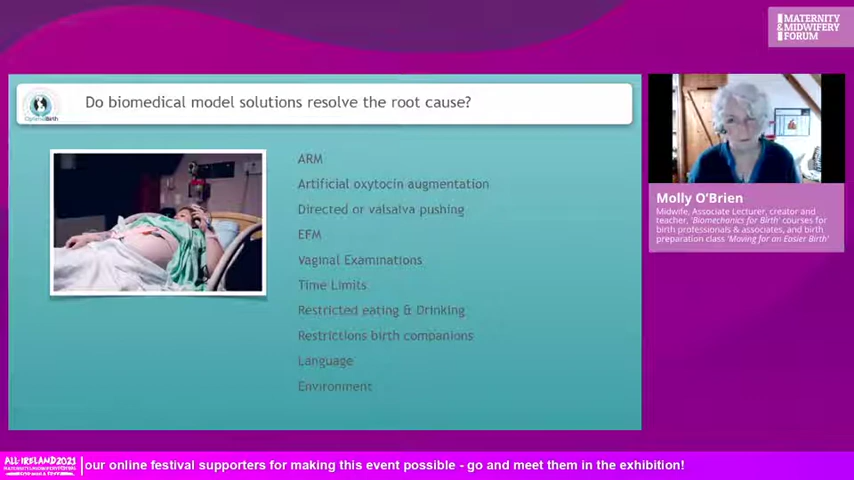 MATERNITY
&MIDWIFERY
FORUM
Do biomedical model solutions resolve the root cause?
ARM
Artificial oxytocin augmentation
Directed or valsalva pushing
EFM
Vaginal Examinations
Time Limits
Restricted eating & Drinking
Restrictions birth companions
Language
Environment
Molly O'Brien
Midwife, Associate Lecturer, creator and
teacher, 'Biomechanics for Birth' courses for
birth professionals & associates, and birth
preparation class 'Moving for an Easier Birth'
ALL-IRELAND2021
our online festival supporters for making this event possible - go and meet them in the exhibition!